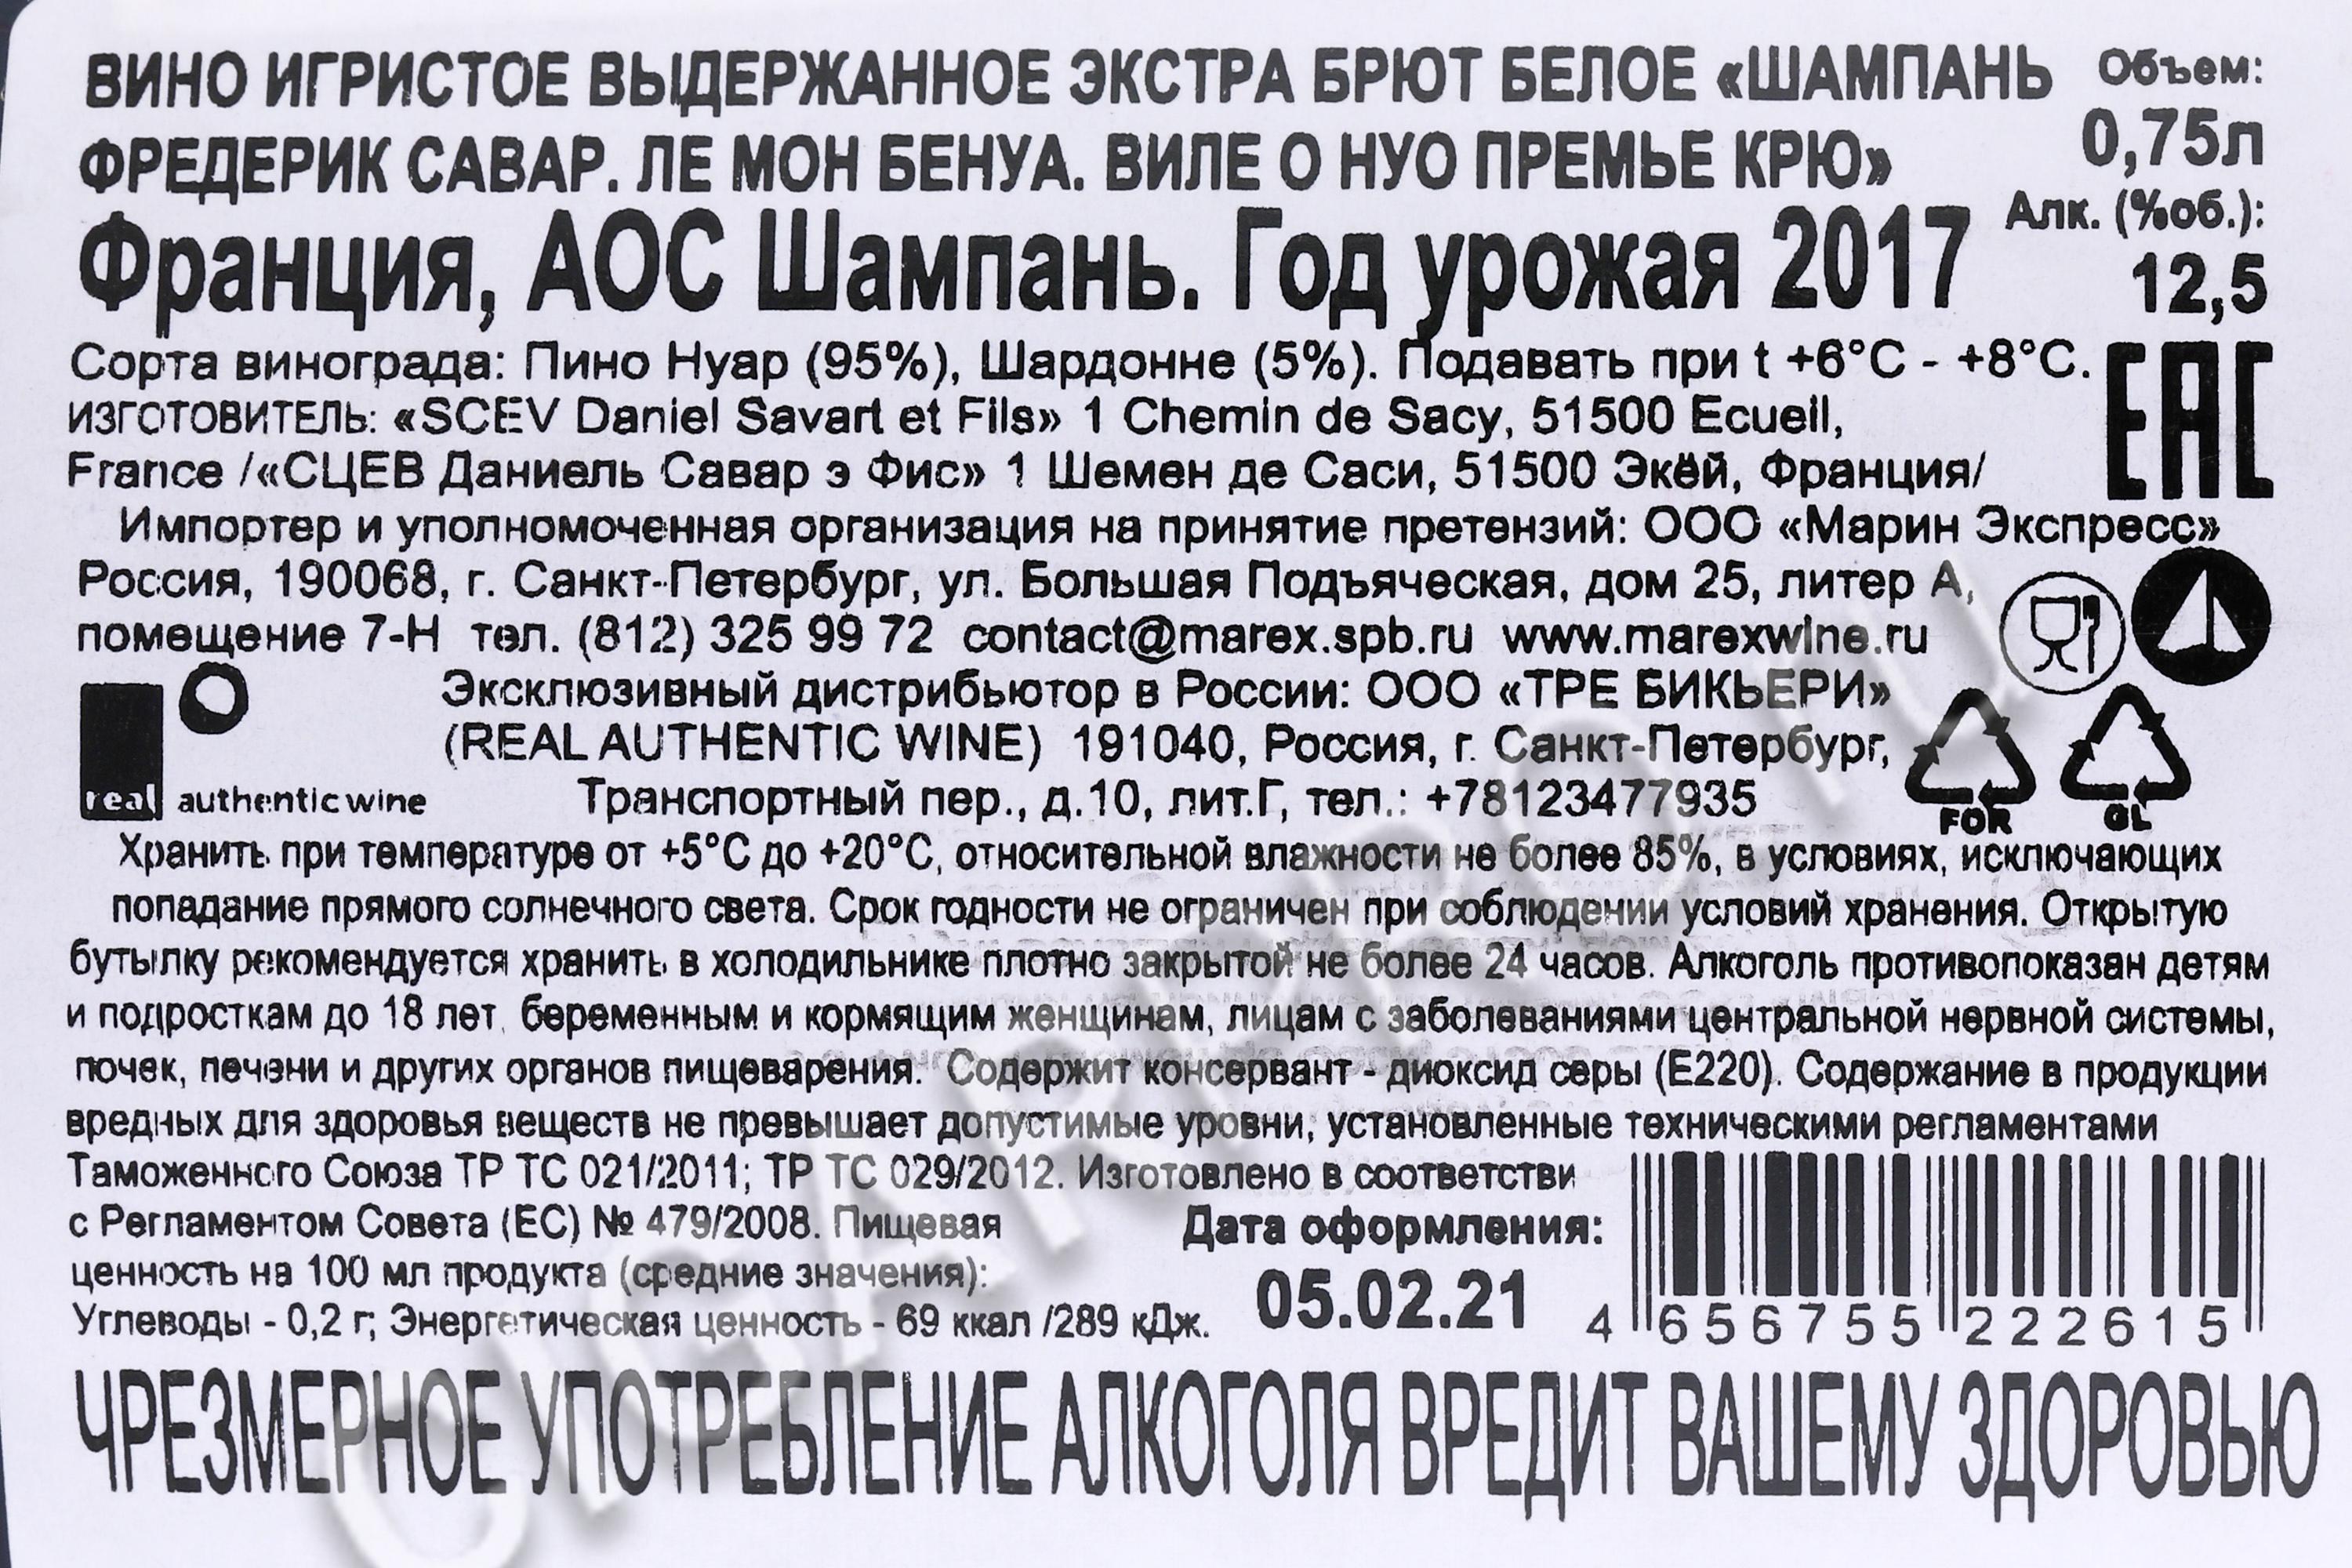 ВИНО ИГРИСТОЕ ВЫДЕРЖАННОЕ ЭКСТРА БРЮТ БЕЛОЕ «ШАМПАНЬ
ФРЕДЕРИК САВАР. ЛЕ МОН БЕНУА. ВИЛЕ О НУО ПРЕМЬЕ КРЮ»
Объем:
0,75л
Алк. (%об.):
12,5
Франция, АОС Шампань. Год урожая 2017
Сорта винограда: Пино Нуар (95%), Шардонне (5%). Подавать при t +6°С - +8°С.
EAC
ИЗГОТОВИТЕЛЬ: «SCEV Daniel Savart et Fils» 1 Chemin de Sacy, 51500 Ecueil,
France /«СЦЕВ Даниель Савар э Фис» 1 Шемен де Саси, 51500 Экёй, Франция/
Импортер и уполномоченная организация на принятие претензий: ООО «Марин Экспресс»
Россия, 190068, г. Санкт-Петербург, ул. Большая Подъяческая, дом 25, литер А,
помещение 7-Н тел. (812) 325 99 72 contact@marex.spb.ru www.marexwine.ru
Эксклюзивный дистрибьютор в России: ООО «ТРЕ БИКЬЕРИ»
(REAL AUTHENTIC WINE) 191040, Россия, г. Санкт-Петербург,
real authentic wine
Транспортный пер., д.10, лит.Г, тел.: +78123477935
FOR
GL
Хранить при температуре от +5°С до +20°С, относительной влажности не более 85%, в условиях, исключающих
попадание прямого солнечного света. Срок годности не ограничен при соблюдении условий хранения. Открытую
бутылку рекомендуется хранить в холодильнике плотно закрытой не более 24 часов. Алкоголь противопоказан детям
и подросткам до 18 лет, беременным и кормящим женщинам, лицам с заболеваниями центральной нервной системы,
почек, печени и других органов пищеварения. Содержит консервант - диоксид серы (Е220). Содержание в продукции
вредных для здоровья веществ не превышает допустимые уровни, установленные техническими регламентами
Таможенного Союза ТР ТС 021/2011; ТР ТС 029/2012. Изготовлено в соответстви
с Регламентом Совета (ЕС) № 479/2008. Пищевая
ценность на 100 мл продукта (средние значения):
Углеводы - 0,2 г; Энергетическая ценность - 69 ккал /289 кДж.
Дата оформления:
05.02.21
4 656755 222615
ЧРЕЗМЕРНОЕ УПОТРЕБЛЕНИЕ АЛКОГОЛЯ ВРЕДИТ ВАШЕМУ ЗДОРОВЬЮ
CIGARPRO.ru